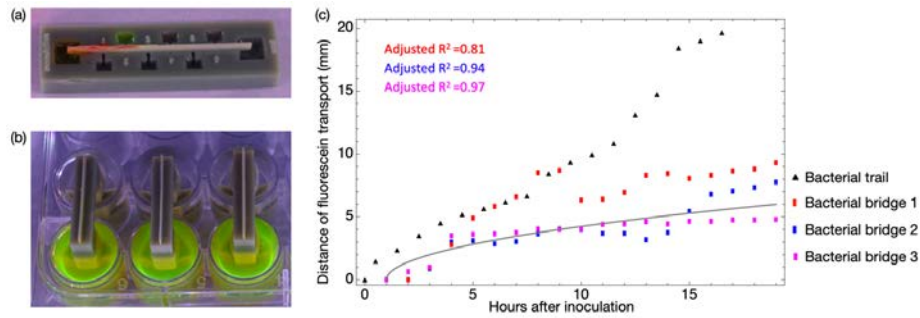 (a)
(b)
(c)
Distance of fluorescein transport (mm)
20
15
10
5
0
Adjusted R² =0.81
Adjusted R² =0.94
Adjusted R² =0.97
0
5
10
15
Hours after inoculation
Bacterial trail
Bacterial bridge 1
Bacterial bridge 2
Bacterial bridge 3